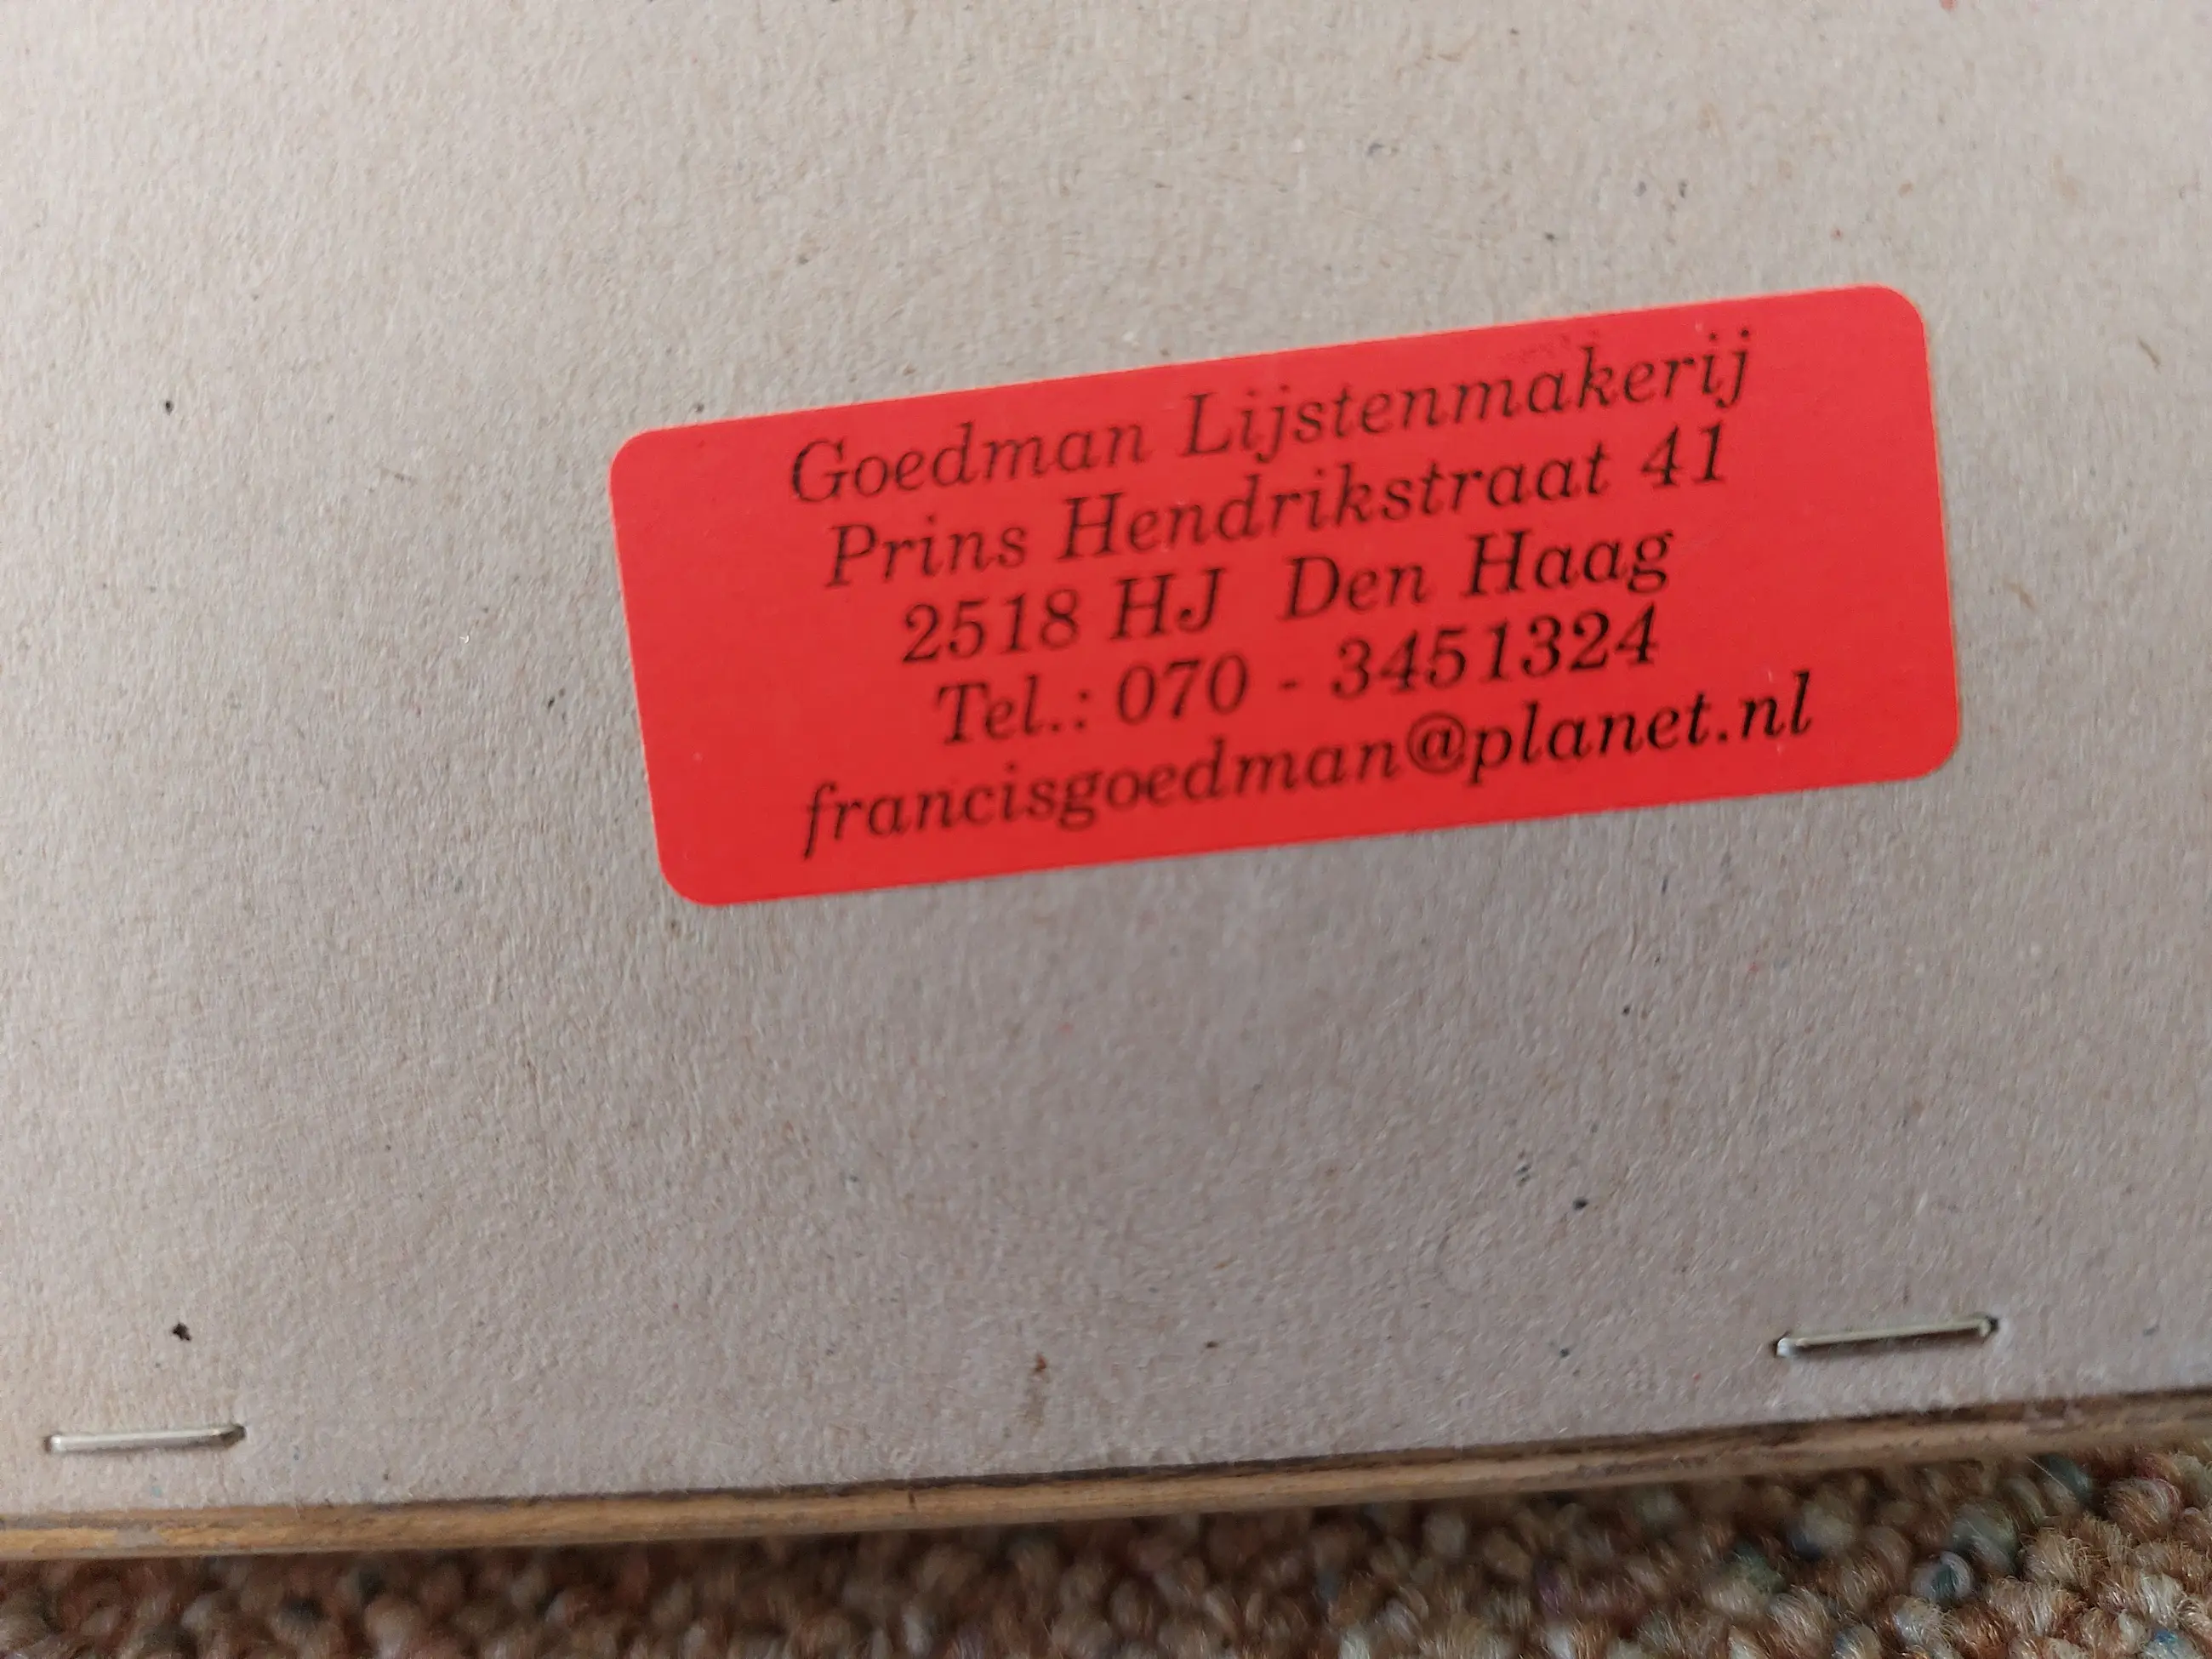 Goedman Lijstenmakerij
Prins Hendrikstraat 41
2518 HJ Den Haag
Tel.: 070 - 3451324
francisgoedman@planet.nl